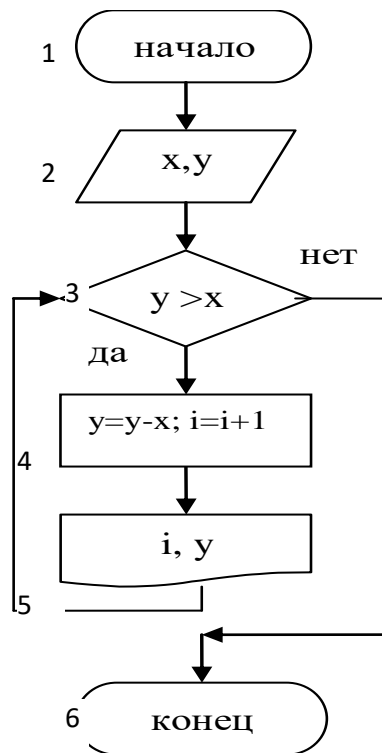 1 начало
2 x,y
нет
3 y >x
да
y=y-x; i=i+1
4
i, y
5
6 конец